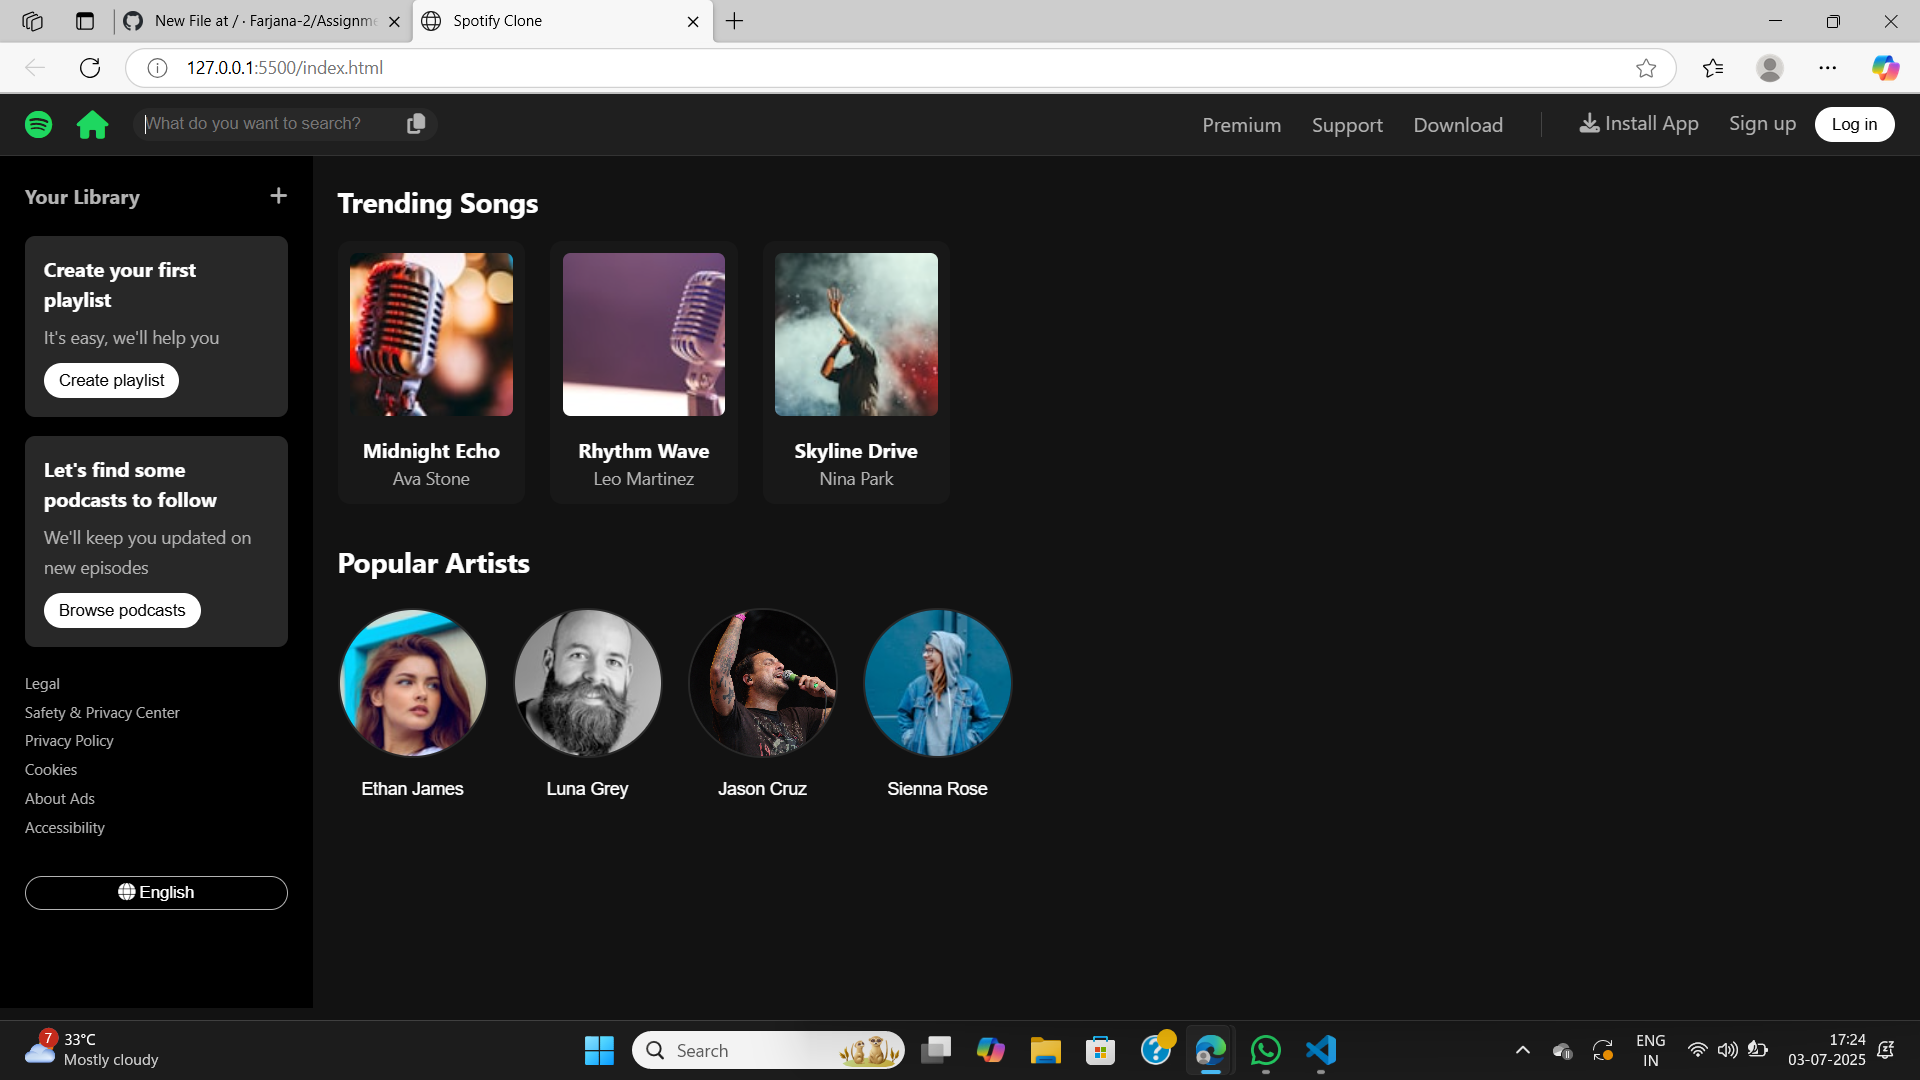 New File at / · Farjana-2/Assignme
Spotify Clone
127.0.0.1:5500/index.html
What do you want to search?
Premium
Support
Download
Install App
Sign up
Log in
Your Library
Create your first
playlist
It's easy, we'll help you
Create playlist
Let's find some
podcasts to follow
We'll keep you updated on
new episodes
Browse podcasts
Legal
Safety & Privacy Center
Privacy Policy
Cookies
About Ads
Accessibility
English
Trending Songs
Midnight Echo
Ava Stone
Rhythm Wave
Leo Martinez
Skyline Drive
Nina Park
Popular Artists
Ethan James
Luna Grey
Jason Cruz
Sienna Rose
7
33°C
Mostly cloudy
Search
ENG
IN
17:24
03-07-2025